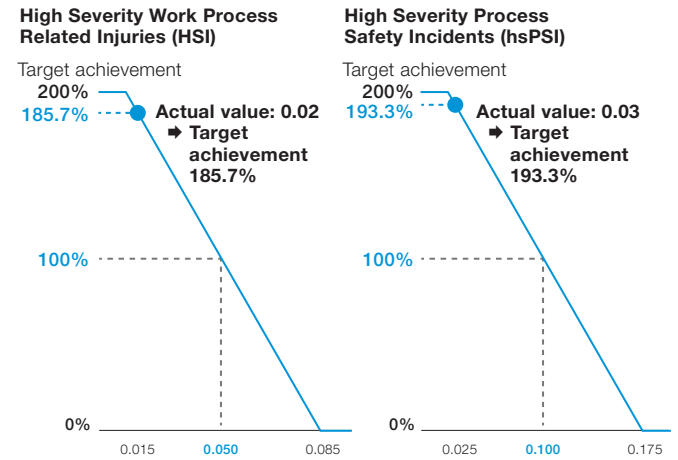 High Severity Work Process
Related Injuries (HSI)
Target achievement
200%
185.7%
Actual value: 0.02
➡ Target
achievement
185.7%
100%
0%
0.015 0.050 0.085
High Severity Process
Safety Incidents (hsPSI)
Target achievement
200%
193.3%
Actual value: 0.03
➡ Target
achievement
193.3%
100%
0%
0.025 0.100 0.175